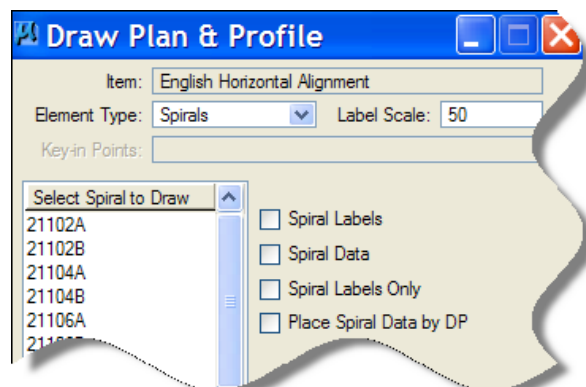 Draw Plan & Profile
Item: English Horizontal Alignment
Element Type: Spirals Label Scale: 50
Key-in Points:
Select Spiral to Draw
21102A
21102B
21104A
21104B
21106A
Spiral Labels
Spiral Data
Spiral Labels Only
Place Spiral Data by DP